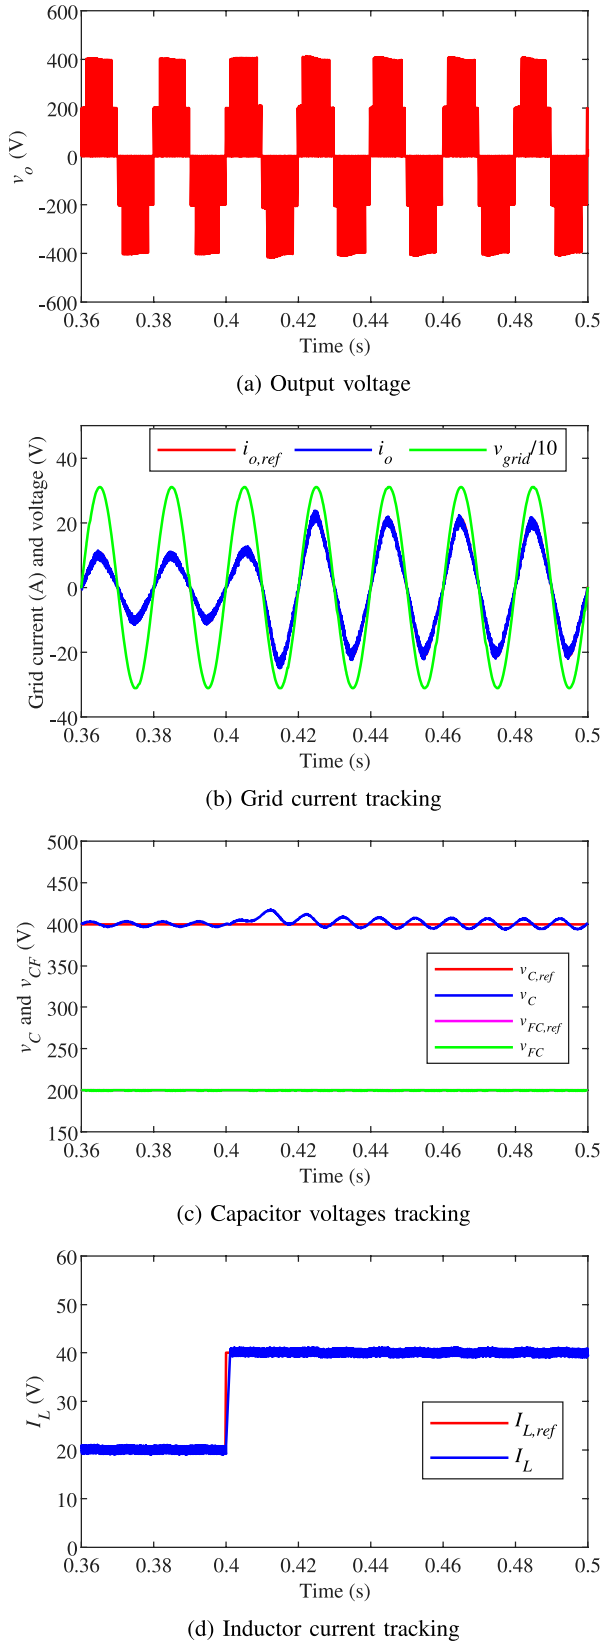 600
400
200
0
-200
-400
-600
v_o (V)
0.36 0.38 0.4 0.42 0.44 0.46 0.48 0.5
Time (s)
(a) Output voltage
40
20
0
-20
-40
Grid current (A) and voltage (V)
i_o,ref i_o v_grid/10
0.36 0.38 0.4 0.42 0.44 0.46 0.48 0.5
Time (s)
(b) Grid current tracking
500
450
400
350
300
250
200
150
v_C and v_CF (V)
v_C,ref
v_C
v_FC,ref
v_FC
0.36 0.38 0.4 0.42 0.44 0.46 0.48 0.5
Time (s)
(c) Capacitor voltages tracking
60
50
40
30
20
10
0
I_L (V)
I_L,ref
I_L
0.36 0.38 0.4 0.42 0.44 0.46 0.48 0.5
Time (s)
(d) Inductor current tracking